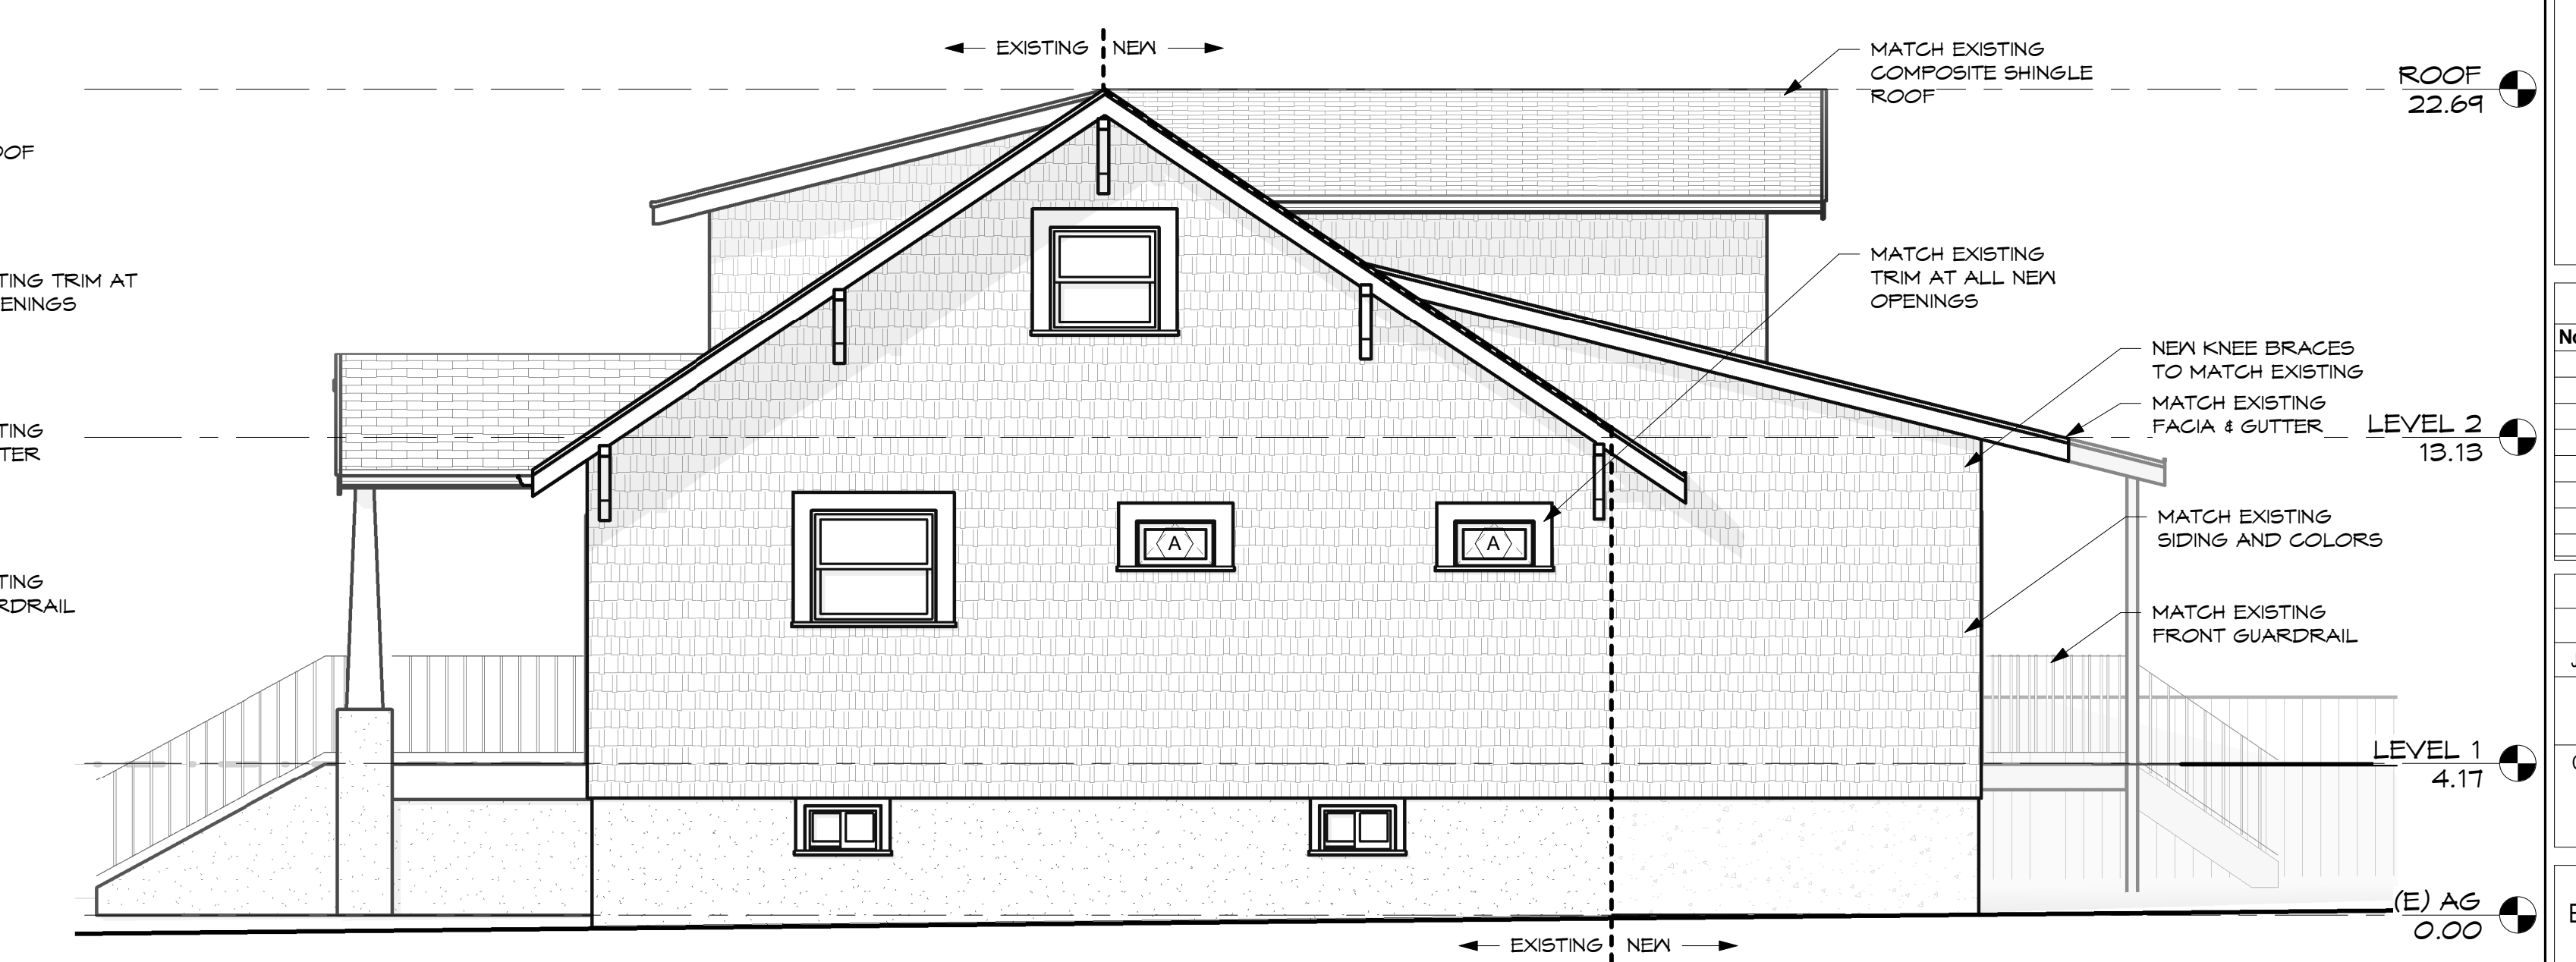 EXISTING NEW
MATCH EXISTING
COMPOSITE SHINGLE
ROOF
ROOF
22.69
OOF
MATCH EXISTING
TRIM AT ALL NEW
OPENINGS
TING TRIM AT
ENINGS
NEW KNEE BRACES
TO MATCH EXISTING
MATCH EXISTING
FACIA & GUTTER
LEVEL 2
13.13
TING
TER
MATCH EXISTING
SIDING AND COLORS
A
A
TING
RDRAIL
MATCH EXISTING
FRONT GUARDRAIL
LEVEL 1
4.17
(E) AG
0.00
EXISTING NEW